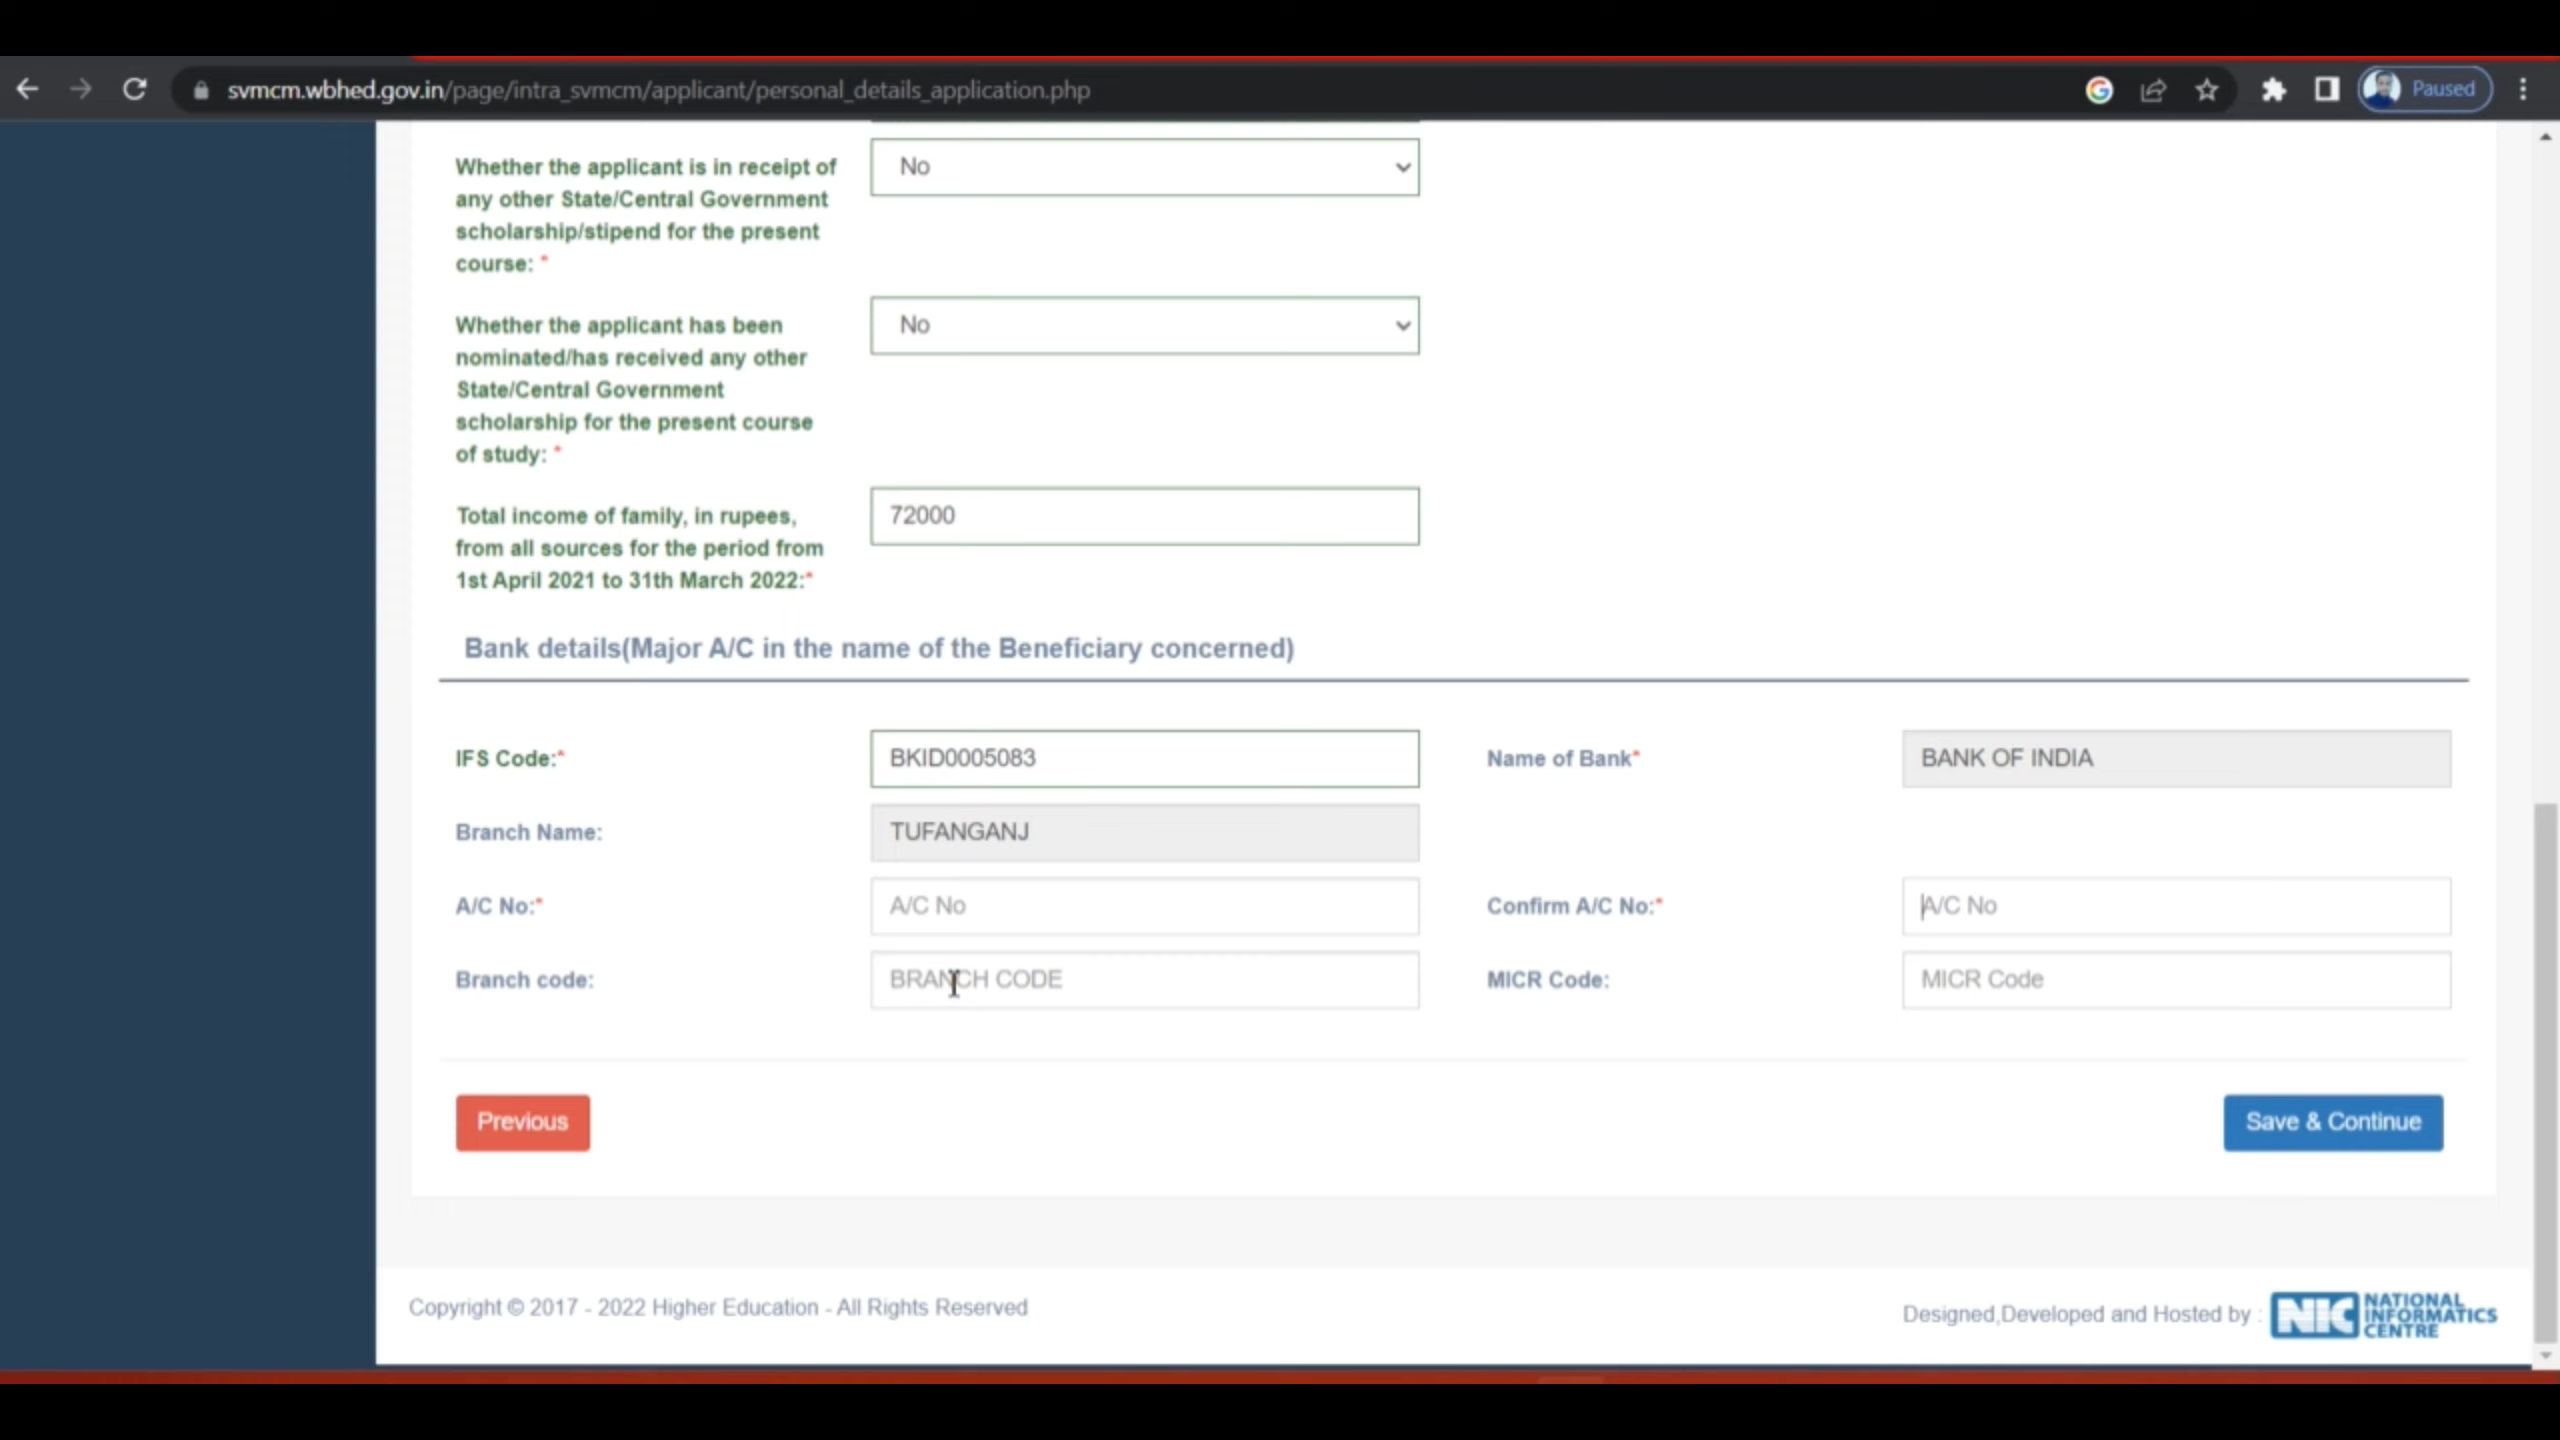 svmcm.wbhed.gov.in/page/intra_svmcm/applicant/personal_details_application.php
Paused
Whether the applicant is in receipt of
any other State/Central Government
scholarship/stipend for the present
course: *
No
Whether the applicant has been
nominated/has received any other
State/Central Government
scholarship for the present course
of study: *
No
Total income of family, in rupees,
from all sources for the period from
1st April 2021 to 31th March 2022:*
72000
Bank details(Major A/C in the name of the Beneficiary concerned)
IFS Code:*
BKID0005083
Name of Bank*
BANK OF INDIA
Branch Name:
TUFANGANJ
A/C No:*
A/C No
Confirm A/C No:*
A/C No
Branch code:
BRANCH CODE
MICR Code:
MICR Code
Previous
Save & Continue
Copyright © 2017 - 2022 Higher Education - All Rights Reserved
Designed,Developed and Hosted by :
NIC
NATIONAL
INFORMATICS
CENTRE